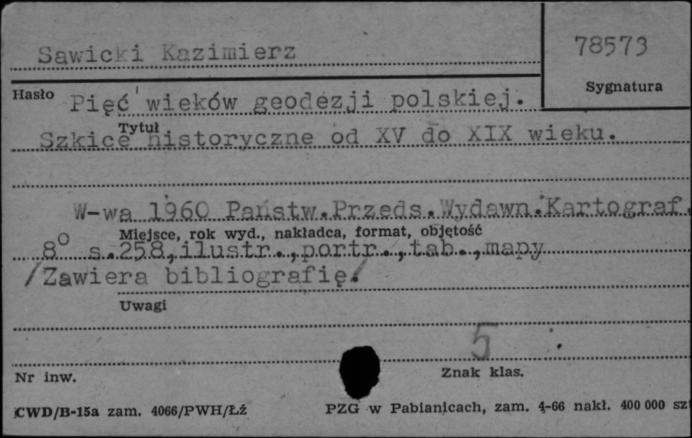 Sawicki Kazimierz
78573
Sygnatura
Hasło
Pięć wieków geodezji polskiej.
Tytuł
Szkice historyczne od XV do XIX wieku.
W-wa 1960 Państw.Przeds.Wydawn.Kartograf.
Miejsce, rok wyd., nakładca, format, objętość
8° s.258,ilustr.,portr.,tab.,mapy
/Zawiera bibliografię/
Uwagi
5
Nr inw.
Znak klas.
CWD/B-15a zam. 4066/PWH/Łź
PZG w Pabianicach, zam. 4-66 nakł. 400 000 szt